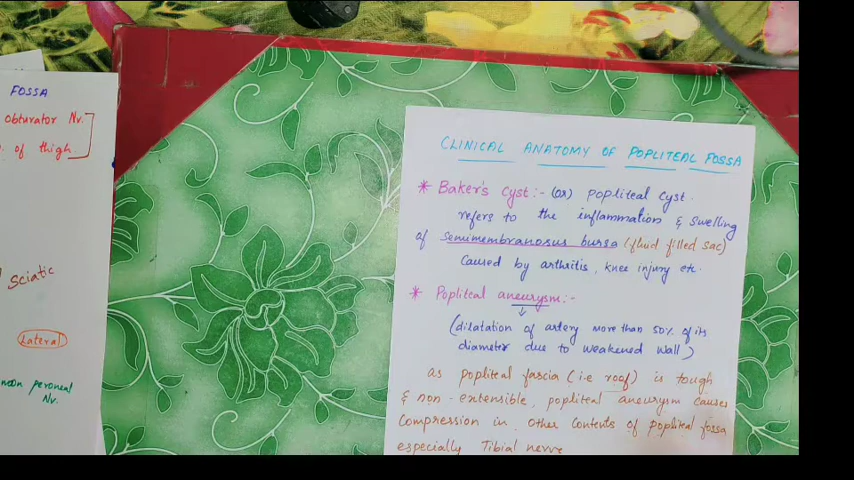 FOSSA
obturator Nv.
of thigh
Sciatic
Lateral
peroneal
Nv.
CLINICAL ANATOMY OF POPLITEAL FOSSA
* Baker's Cyst :- (or) popliteal cyst.
refers to the inflammation & swelling
of Semimembranosus bursa (fluid filled sac)
Caused by arthritis, knee injury etc.
* Popliteal aneurysm:-
(dilatation of artery more than 50% of its
diameter due to weakened wall)
as popliteal fascia (i.e roof) is tough
& non-extensible, popliteal aneurysm causes
Compression in other contents of popliteal fossa
especially Tibial nerve